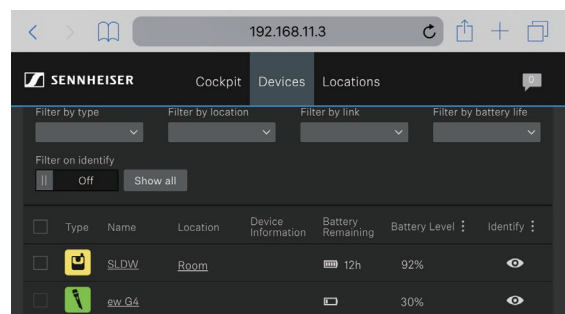 192.168.11.3
SENNHEISER
Cockpit Devices Locations
0
Filter by type Filter by location Filter by link Filter by battery life
Filter on identify
Off Show all
Type Name Location Device Information Battery Remaining Battery Level Identify
SLDW Room 12h 92%
ew G4 30%